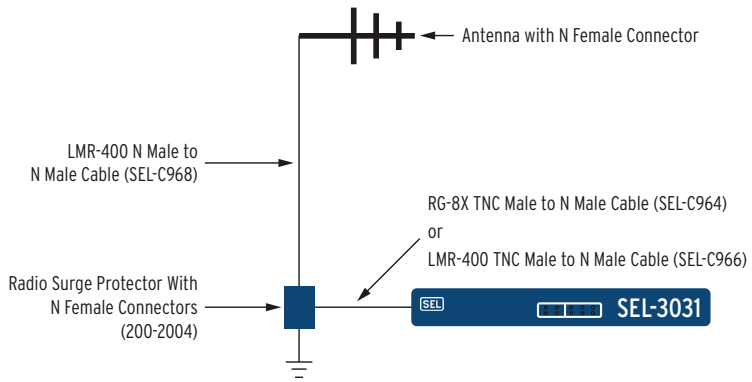 Antenna with N Female Connector
LMR-400 N Male to
N Male Cable (SEL-C968)
RG-8X TNC Male to N Male Cable (SEL-C964)
or
LMR-400 TNC Male to N Male Cable (SEL-C966)
Radio Surge Protector With
N Female Connectors
(200-2004)
SEL
SEL-3031